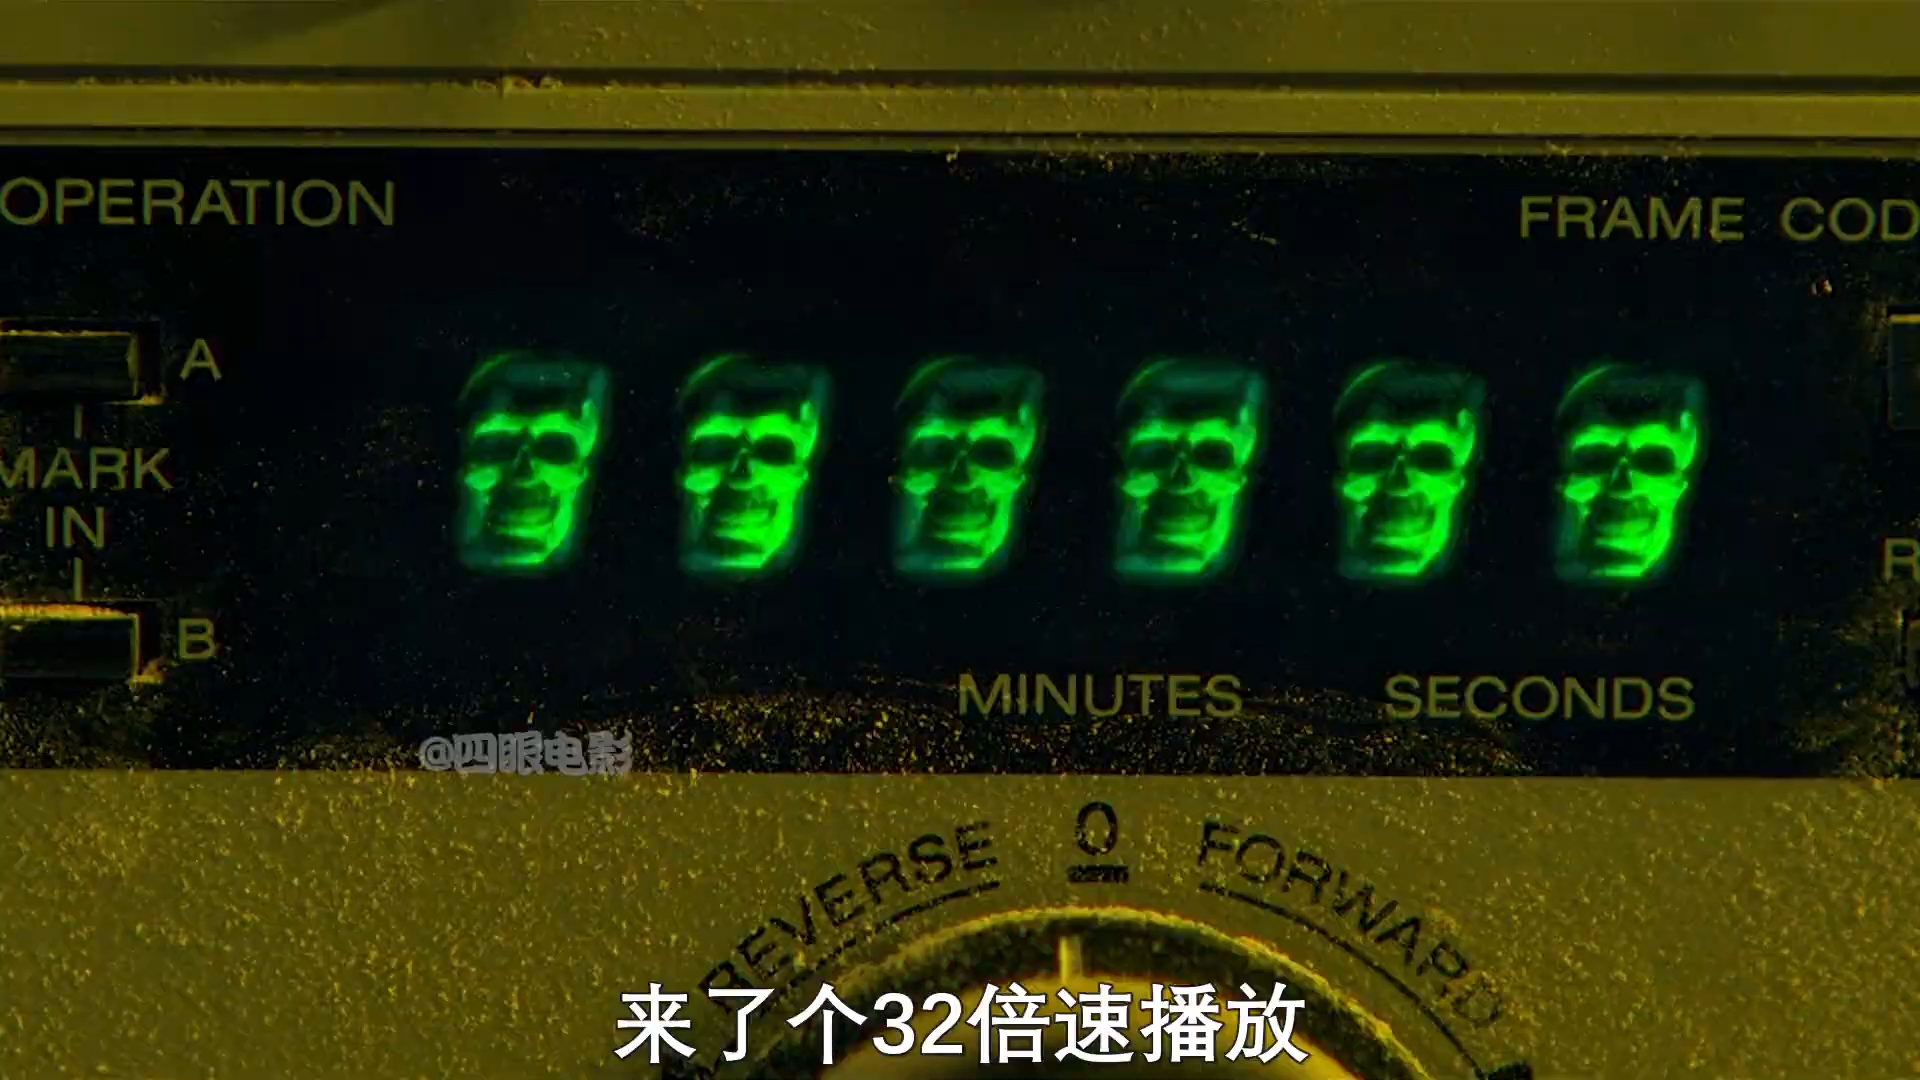 OPERATION
FRAME COD
A
MARK
IN
B
R
MINUTES
SECONDS
@四眼电影
0
REVERSE
FORWARD
来了个32倍速播放